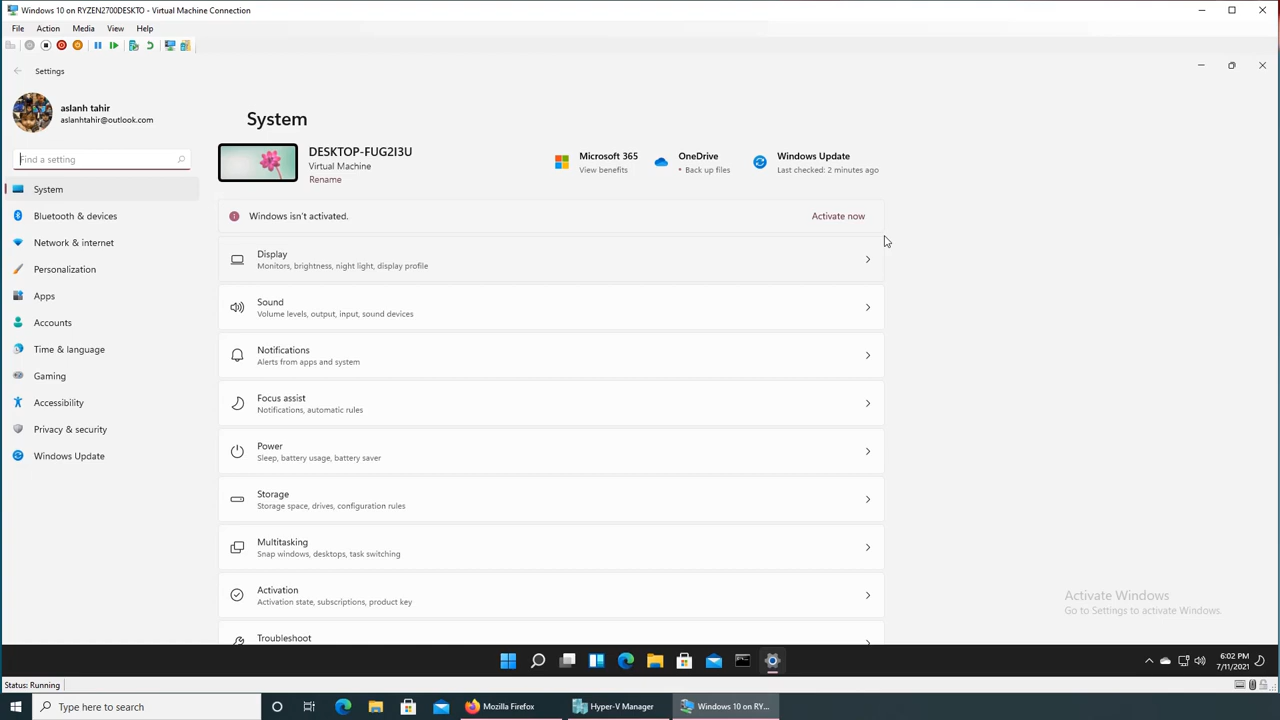 Windows 10 on RYZEN2700DESKTO - Virtual Machine Connection
File Action Media View Help
Settings
aslanh tahir
aslanhtahir@outlook.com
Find a setting
System
Bluetooth & devices
Network & internet
Personalization
Apps
Accounts
Time & language
Gaming
Accessibility
Privacy & security
Windows Update
System
DESKTOP-FUG2I3U
Virtual Machine
Rename
Microsoft 365
View benefits
OneDrive
• Back up files
Windows Update
Last checked: 2 minutes ago
Windows isn't activated.
Activate now
Display
Monitors, brightness, night light, display profile
Sound
Volume levels, output, input, sound devices
Notifications
Alerts from apps and system
Focus assist
Notifications, automatic rules
Power
Sleep, battery usage, battery saver
Storage
Storage space, drives, configuration rules
Multitasking
Snap windows, desktops, task switching
Activation
Activation state, subscriptions, product key
Troubleshoot
Activate Windows
Go to Settings to activate Windows.
6:02 PM
7/11/2021
Status: Running
Type here to search
Mozilla Firefox
Hyper-V Manager
Windows 10 on RY...